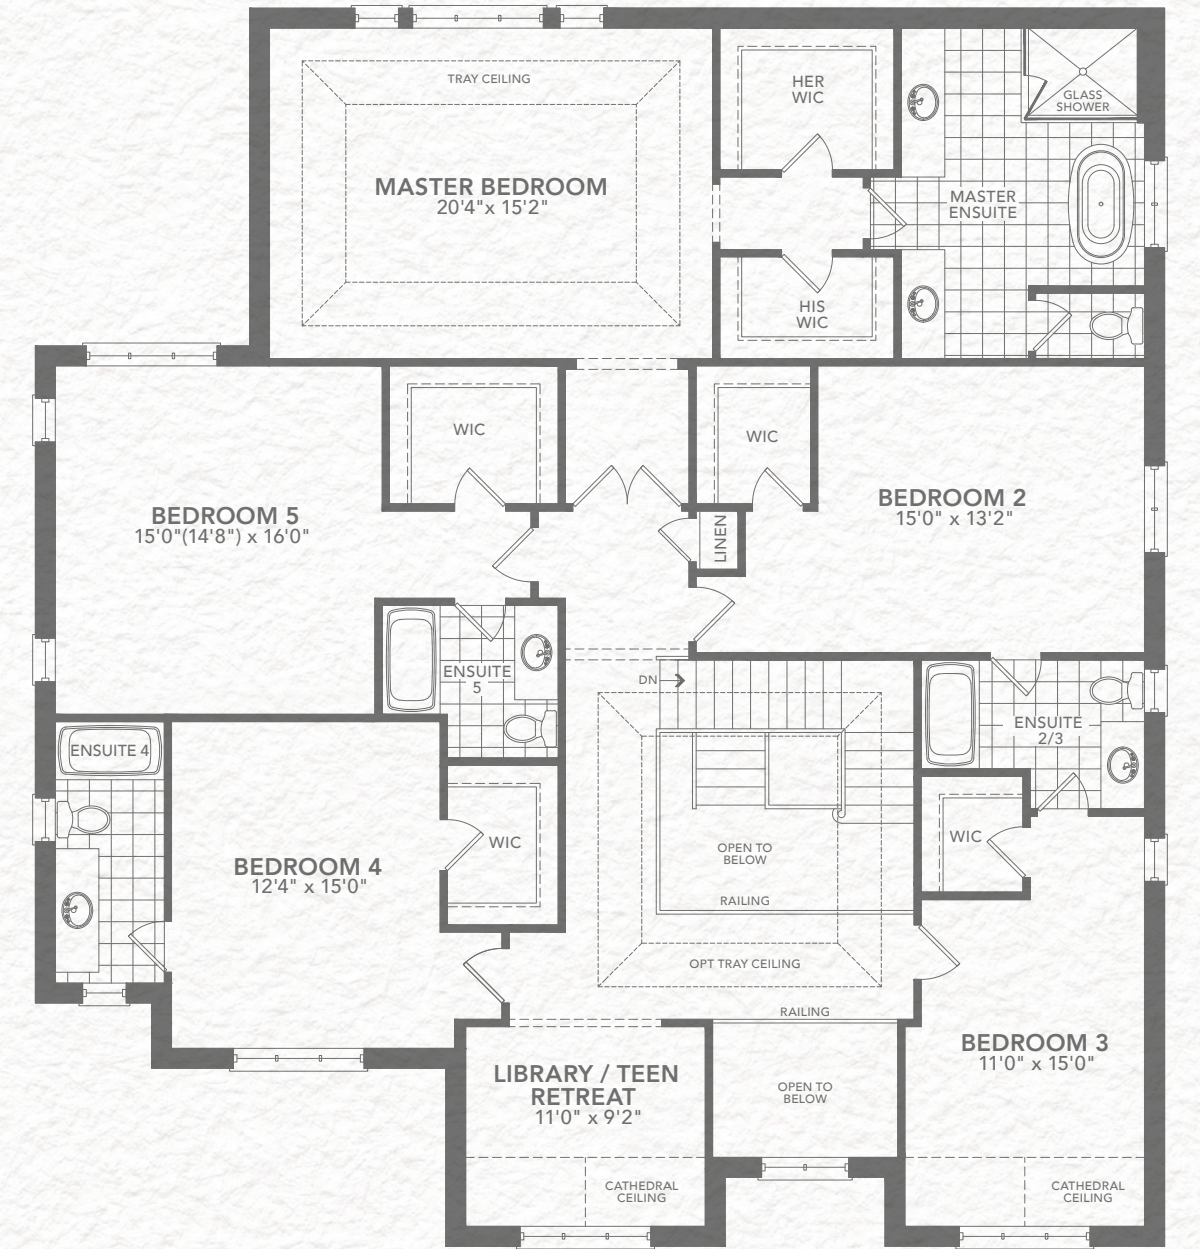 TRAY CEILING
MASTER BEDROOM
20'4"x 15'2"
HER
WIC
GLASS
SHOWER
MASTER
ENSUITE
HIS
WIC
WIC
WIC
BEDROOM 5
15'0"(14'8") x 16'0"
LINEN
BEDROOM 2
15'0" x 13'2"
ENSUITE
5
DN
ENSUITE
2/3
ENSUITE 4
BEDROOM 4
12'4" x 15'0"
WIC
OPEN TO
BELOW
WIC
RAILING
OPT TRAY CEILING
RAILING
BEDROOM 3
11'0" x 15'0"
LIBRARY / TEEN
RETREAT
11'0" x 9'2"
OPEN TO
BELOW
CATHEDRAL
CEILING
CATHEDRAL
CEILING